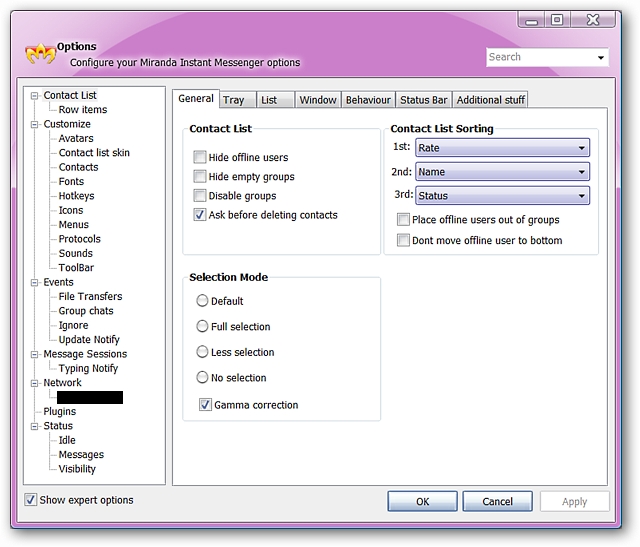 Options
Configure your Miranda Instant Messenger options
Search
Contact List
Row items
Customize
Avatars
Contact list skin
Contacts
Fonts
Hotkeys
Icons
Menus
Protocols
Sounds
ToolBar
Events
File Transfers
Group chats
Ignore
Update Notify
Message Sessions
Typing Notify
Network
Plugins
Status
Idle
Messages
Visibility
Show expert options
General Tray List Window Behaviour Status Bar Additional stuff
Contact List
Hide offline users
Hide empty groups
Disable groups
Ask before deleting contacts
Contact List Sorting
1st: Rate
2nd: Name
3rd: Status
Place offline users out of groups
Dont move offline user to bottom
Selection Mode
Default
Full selection
Less selection
No selection
Gamma correction
OK Cancel Apply